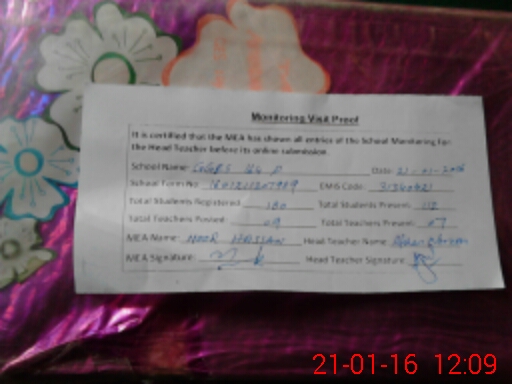 Monitoring Visit Proof
It is certified that the MEA has shown all entries of the School Monitoring for
the Head Teacher before its online submission.
School Name: Date: 21-01-2016
School Form No EMIS Code:
Total Students Registered: 180 Total Students Present:
Total Teachers Posted: 09 Total Teachers Present: 07
MEA Name: NOOR HASSAN Head Teacher Name:
MEA Signature: Head Teacher Signature:
21-01-16 12:09